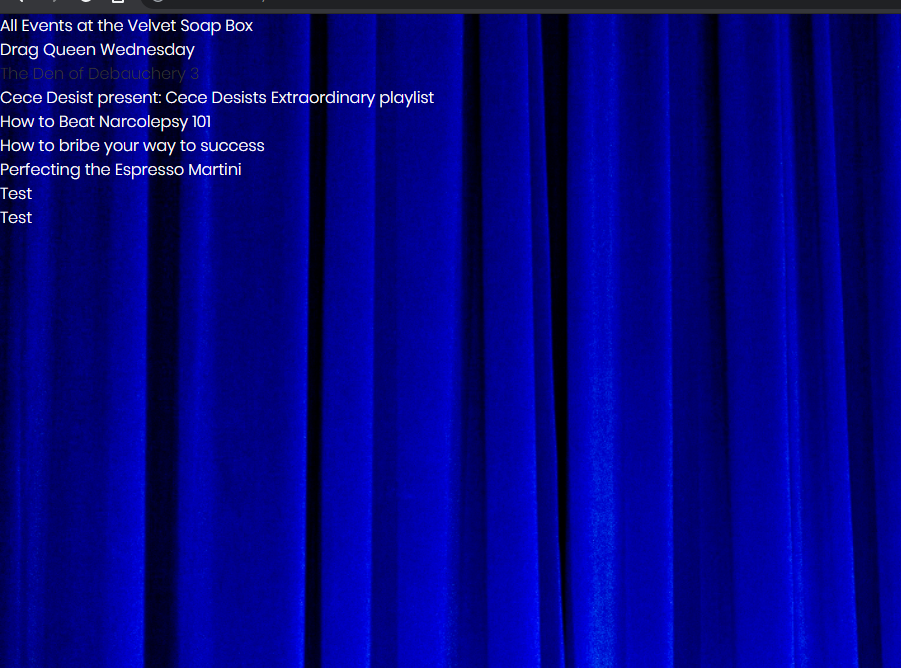 All Events at the Velvet Soap Box
Drag Queen Wednesday
The Den of Debauchery 3
Cece Desist present: Cece Desists Extraordinary playlist
How to Beat Narcolepsy 101
How to bribe your way to success
Perfecting the Espresso Martini
Test
Test